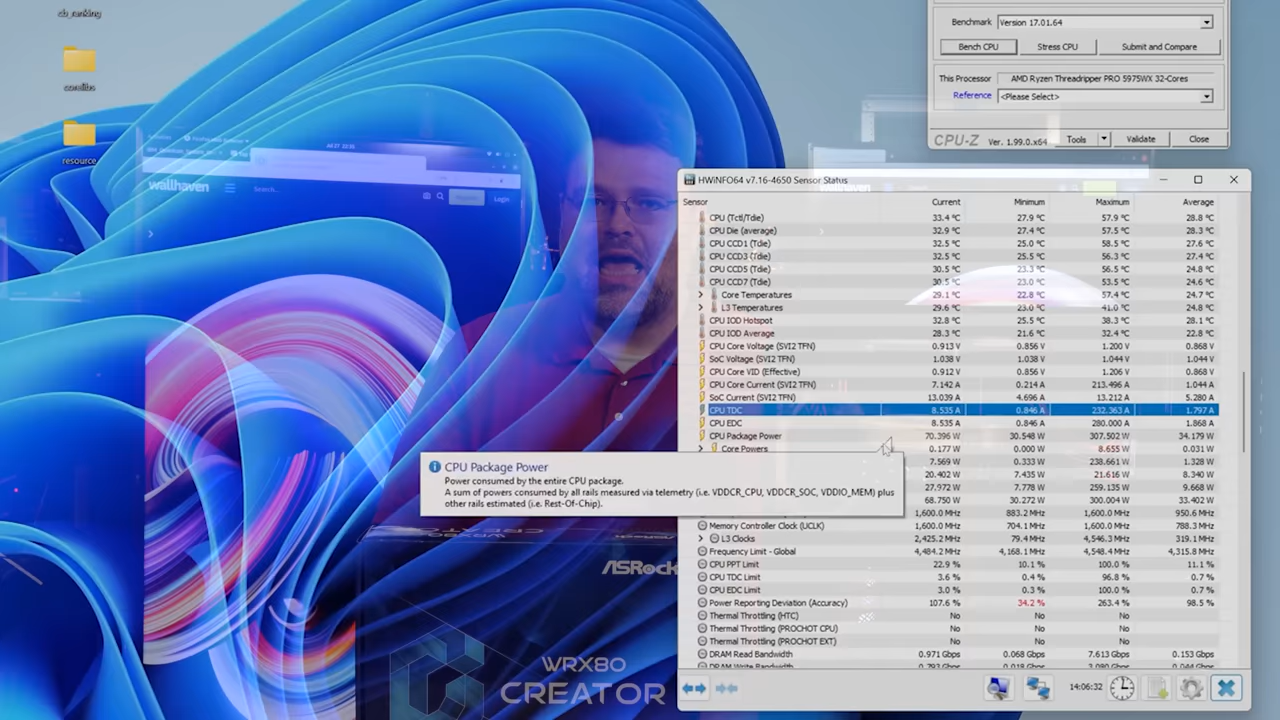 cb_ranking
corelibs
resource
wallhaven
Search...
Login
Benchmark Version 17.01.64
Bench CPU Stress CPU Submit and Compare
This Processor AMD Ryzen Threadripper PRO 5975WX 32-Cores
Reference <Please Select>
CPU-Z Ver. 1.99.0.x64 Tools Validate Close
HWiNFO64 v7.16-4650 Sensor Status
Sensor Current Minimum Maximum Average
CPU (Tctl/Tdie) 33.4 °C 27.9 °C 57.9 °C 28.8 °C
CPU Die (average) 32.9 °C 27.4 °C 57.5 °C 28.3 °C
CPU CCD1 (Tdie) 32.5 °C 25.0 °C 58.5 °C 27.6 °C
CPU CCD3 (Tdie) 32.5 °C 25.5 °C 56.3 °C 27.4 °C
CPU CCD5 (Tdie) 30.5 °C 23.3 °C 56.5 °C 24.8 °C
CPU CCD7 (Tdie) 30.5 °C 23.0 °C 53.5 °C 24.6 °C
Core Temperatures 29.1 °C 22.8 °C 57.4 °C 24.7 °C
L3 Temperatures 29.6 °C 23.0 °C 41.0 °C 24.8 °C
CPU IOD Hotspot 32.8 °C 25.5 °C 38.3 °C 28.1 °C
CPU IOD Average 28.3 °C 21.6 °C 32.4 °C 22.8 °C
CPU Core Voltage (SVI2 TFN) 0.913 V 0.856 V 1.200 V 0.868 V
SoC Voltage (SVI2 TFN) 1.038 V 1.038 V 1.044 V 1.044 V
CPU Core VID (Effective) 0.912 V 0.856 V 1.206 V 0.868 V
CPU Core Current (SVI2 TFN) 7.142 A 0.214 A 213.496 A 1.044 A
SoC Current (SVI2 TFN) 13.039 A 4.696 A 13.212 A 5.280 A
CPU TDC 8.535 A 0.846 A 232.363 A 1.797 A
CPU EDC 8.535 A 0.846 A 280.000 A 1.868 A
CPU Package Power 70.396 W 30.548 W 307.502 W 34.179 W
Core Powers 0.177 W 0.000 W 8.655 W 0.031 W
7.569 W 0.333 W 238.661 W 1.328 W
20.402 W 7.435 W 21.616 W 8.340 W
27.972 W 7.778 W 259.135 W 9.668 W
68.750 W 30.272 W 300.004 W 33.402 W
1,600.0 MHz 883.2 MHz 1,600.0 MHz 950.6 MHz
CPU Package Power
Power consumed by the entire CPU package.
A sum of powers consumed by all rails measured via telemetry (i.e. VDDCR_CPU, VDDCR_SOC, VDDIO_MEM) plus
other rails estimated (i.e. Rest-Of-Chip).
Memory Controller Clock (UCLK) 1,600.0 MHz 704.1 MHz 1,600.0 MHz 788.3 MHz
L3 Clocks 2,425.2 MHz 79.4 MHz 4,546.3 MHz 319.1 MHz
Frequency Limit - Global 4,484.2 MHz 4,168.1 MHz 4,548.4 MHz 4,315.8 MHz
CPU PPT Limit 22.9 % 10.1 % 100.0 % 11.1 %
CPU TDC Limit 3.6 % 0.4 % 96.8 % 0.7 %
CPU EDC Limit 3.0 % 0.3 % 100.0 % 0.7 %
Power Reporting Deviation (Accuracy) 107.6 % 34.2 % 263.4 % 98.5 %
Thermal Throttling (HTC) No No No
Thermal Throttling (PROCHOT CPU) No No No
Thermal Throttling (PROCHOT EXT) No No No
DRAM Read Bandwidth 0.971 Gbps 0.068 Gbps 7.613 Gbps 0.153 Gbps
14:06:32
ASRock
WRX80
CREATOR